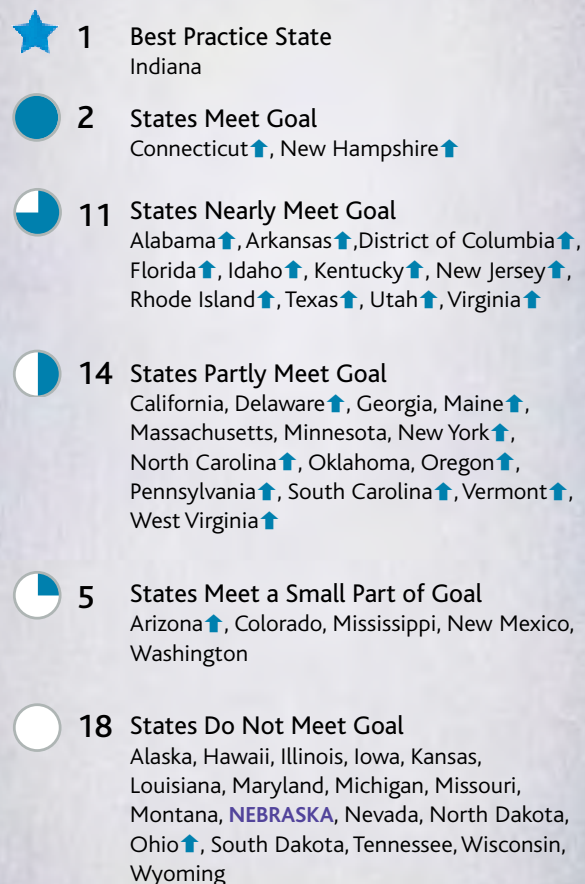 1 Best Practice State
Indiana
2 States Meet Goal
Connecticut⬆, New Hampshire⬆
11 States Nearly Meet Goal
Alabama⬆, Arkansas⬆,District of Columbia⬆,
Florida⬆, Idaho⬆, Kentucky⬆, New Jersey⬆,
Rhode Island⬆, Texas⬆, Utah⬆, Virginia⬆
14 States Partly Meet Goal
California, Delaware⬆, Georgia, Maine⬆,
Massachusetts, Minnesota, New York⬆,
North Carolina⬆, Oklahoma, Oregon⬆,
Pennsylvania⬆, South Carolina⬆, Vermont⬆,
West Virginia⬆
5 States Meet a Small Part of Goal
Arizona⬆, Colorado, Mississippi, New Mexico,
Washington
18 States Do Not Meet Goal
Alaska, Hawaii, Illinois, Iowa, Kansas,
Louisiana, Maryland, Michigan, Missouri,
Montana, NEBRASKA, Nevada, North Dakota,
Ohio⬆, South Dakota, Tennessee, Wisconsin,
Wyoming